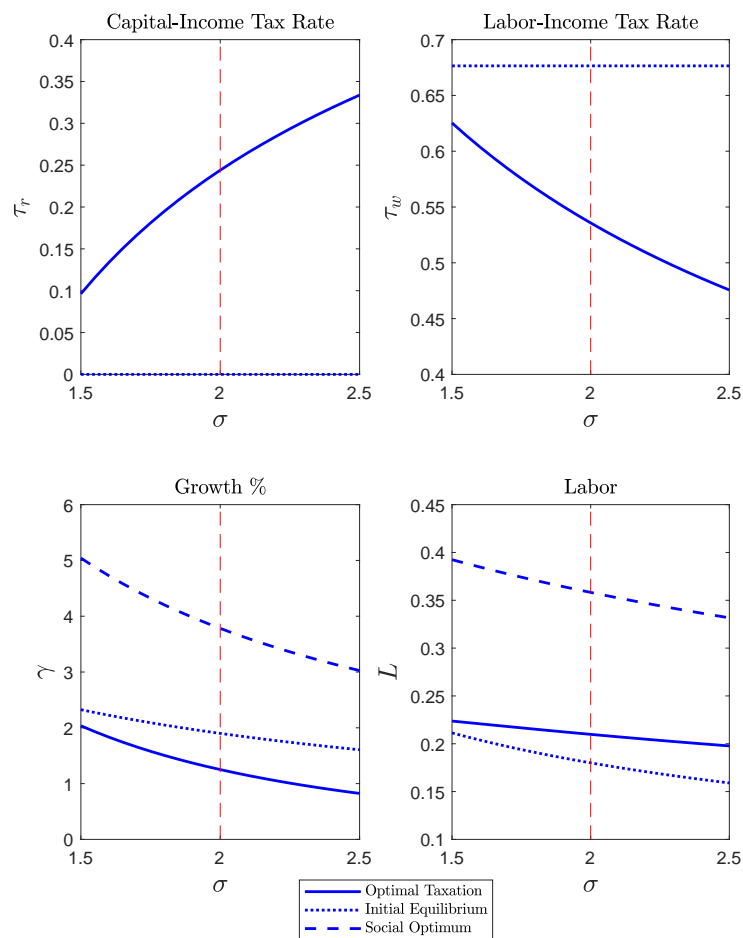 Capital-Income Tax Rate
0.4
0.35
0.3
0.25
0.2
0.15
0.1
0.05
0
τr
1.5 2 2.5
σ
Labor-Income Tax Rate
0.7
0.65
0.6
0.55
0.5
0.45
0.4
τw
1.5 2 2.5
σ
Growth %
6
5
4
3
2
1
0
γ
1.5 2 2.5
σ
Labor
0.45
0.4
0.35
0.3
0.25
0.2
0.15
0.1
L
1.5 2 2.5
σ
Optimal Taxation
Initial Equilibrium
Social Optimum